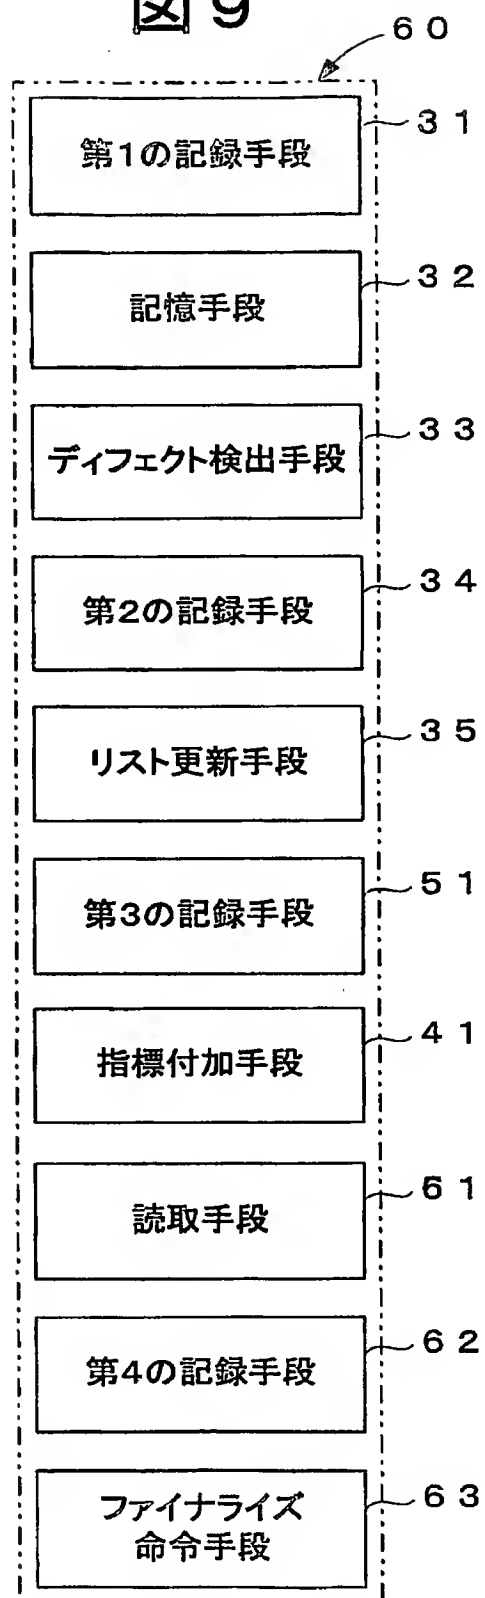 図９
６０
第1の記録手段
３１
記憶手段
３２
ディフェクト検出手段
３３
第2の記録手段
３４
リスト更新手段
３５
第3の記録手段
５１
指標付加手段
４１
読取手段
６１
第4の記録手段
６２
ファイナライズ
命令手段
６３